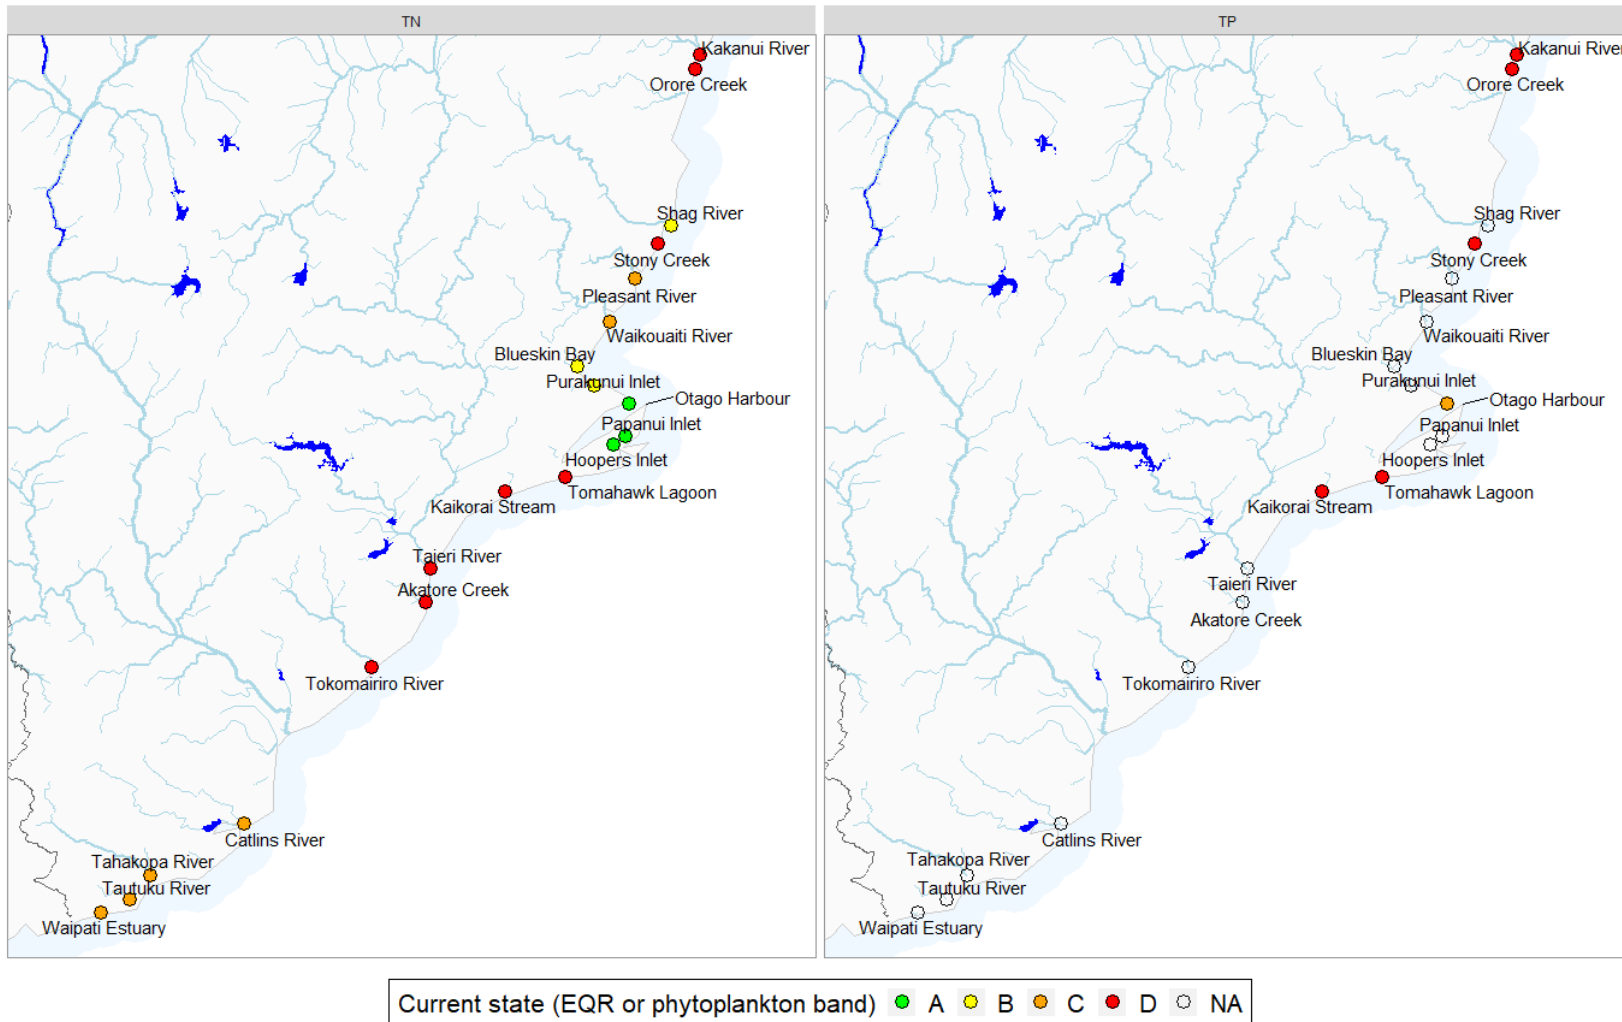 TN
Kakanui River
Orore Creek
Shag River
Stony Creek
Pleasant River
Waikouaiti River
Blueskin Bay
Purakunui Inlet
Otago Harbour
Papanui Inlet
Hoopers Inlet
Tomahawk Lagoon
Kaikorai Stream
Taieri River
Akatore Creek
Tokomairiro River
Catlins River
Tahakopa River
Tautuku River
Waipati Estuary
TP
Kakanui River
Orore Creek
Shag River
Stony Creek
Pleasant River
Waikouaiti River
Blueskin Bay
Purakunui Inlet
Otago Harbour
Papanui Inlet
Hoopers Inlet
Tomahawk Lagoon
Kaikorai Stream
Taieri River
Akatore Creek
Tokomairiro River
Catlins River
Tahakopa River
Tautuku River
Waipati Estuary
Current state (EQR or phytoplankton band) A B C D NA